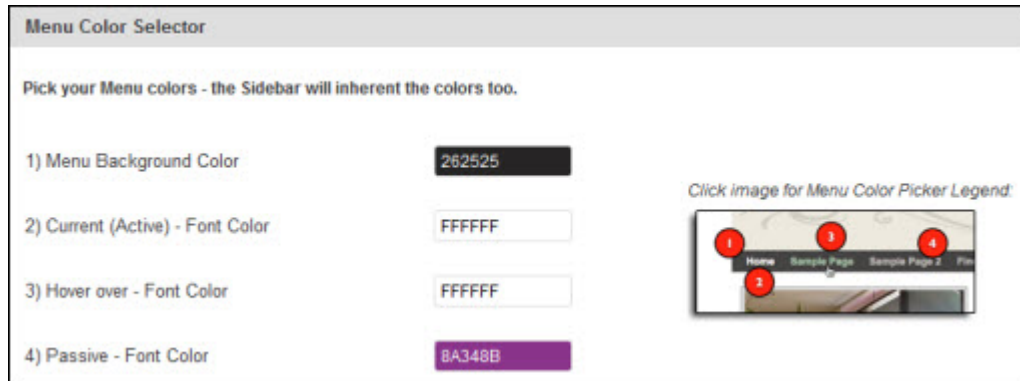 Menu Color Selector
Pick your Menu colors - the Sidebar will inherent the colors too.
1) Menu Background Color
262525
2) Current (Active) - Font Color
FFFFFF
3) Hover over - Font Color
FFFFFF
4) Passive - Font Color
8A348B
Click image for Menu Color Picker Legend:
1
3
4
Home Sample Page Sample Page 2
2